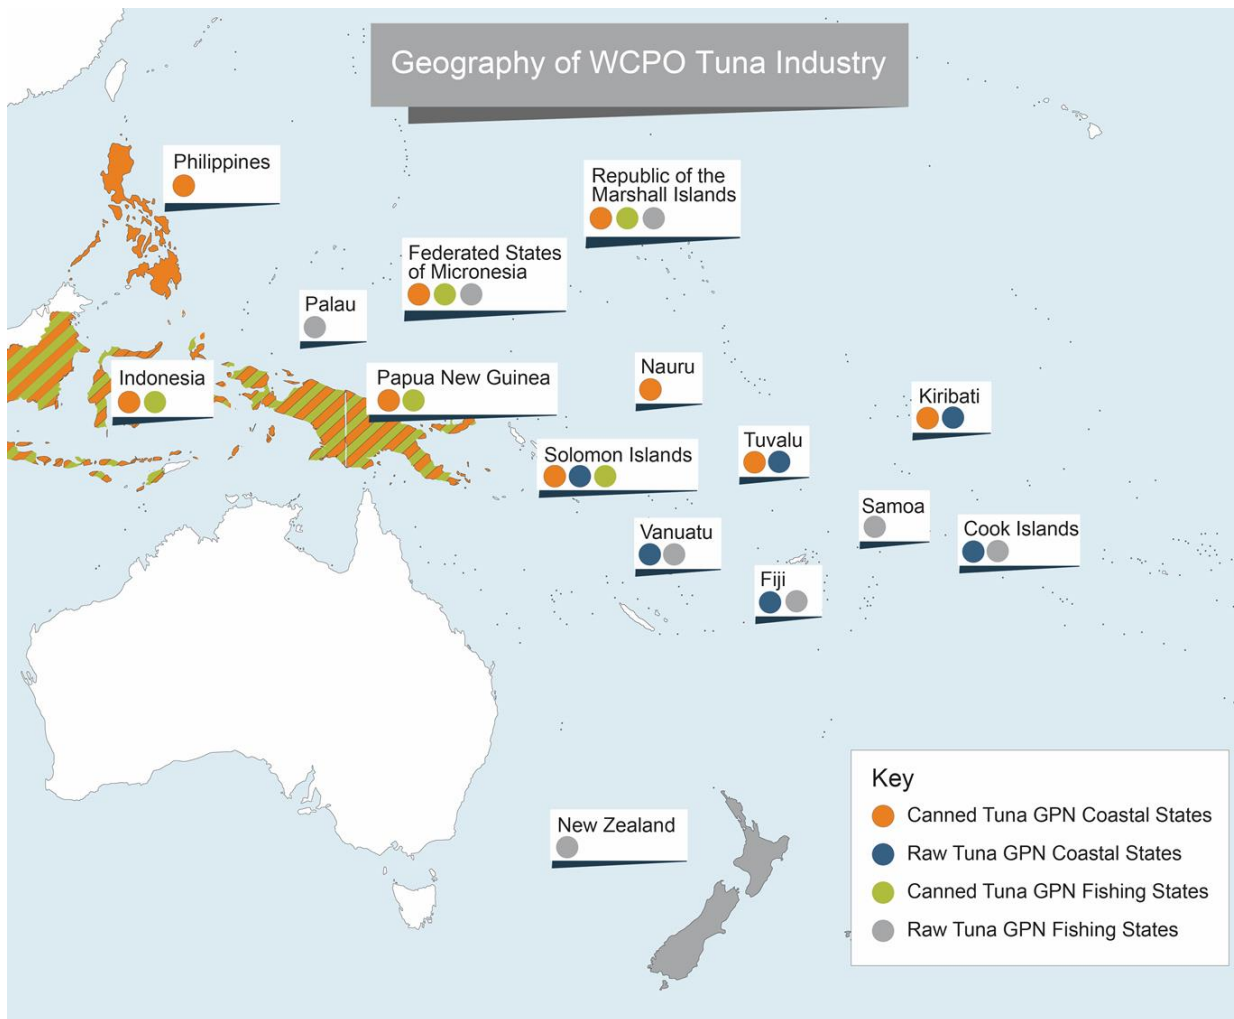 Geography of WCPO Tuna Industry
Philippines
Republic of the
Marshall Islands
Federated States
of Micronesia
Palau
Indonesia
Papua New Guinea
Nauru
Kiribati
Tuvalu
Solomon Islands
Samoa
Cook Islands
Vanuatu
Fiji
New Zealand
Key
Canned Tuna GPN Coastal States
Raw Tuna GPN Coastal States
Canned Tuna GPN Fishing States
Raw Tuna GPN Fishing States